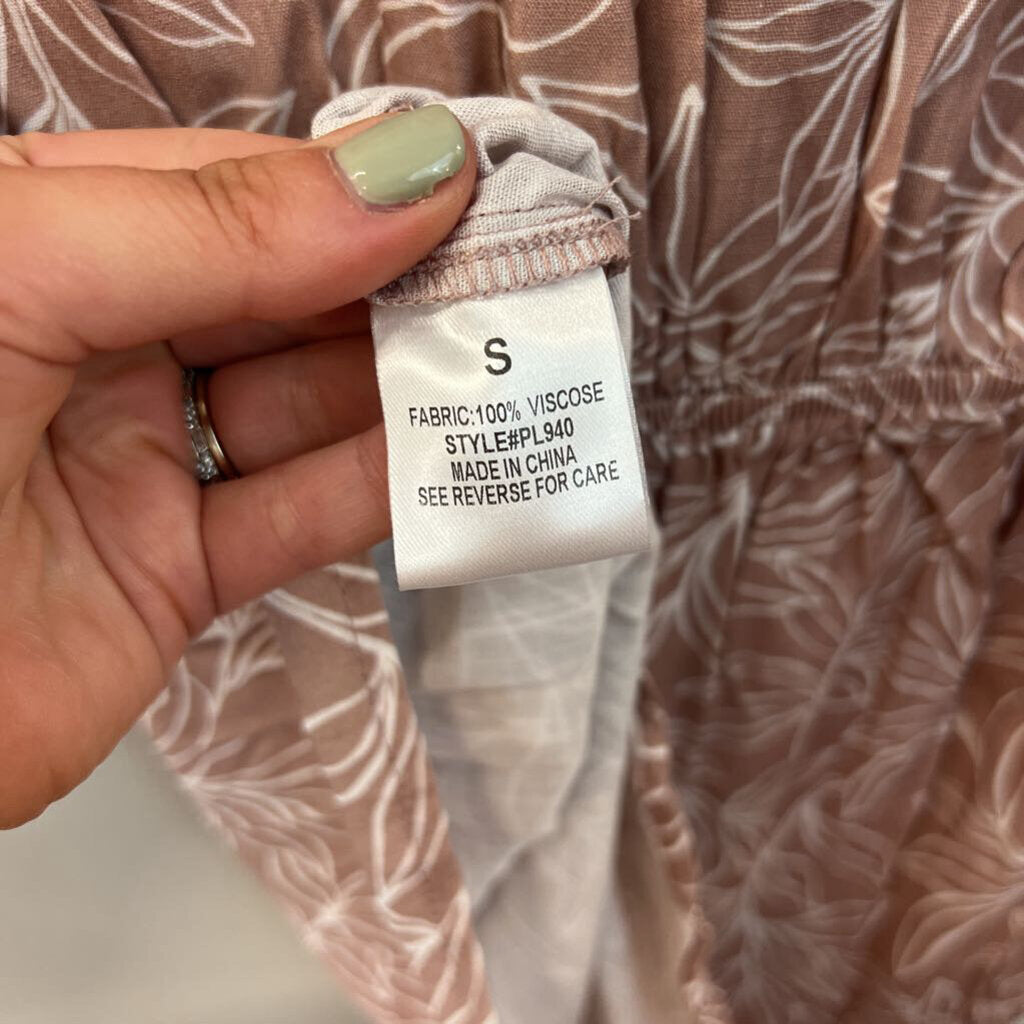 S
FABRIC:100% VISCOSE
STYLE#PL940
MADE IN CHINA
SEE REVERSE FOR CARE